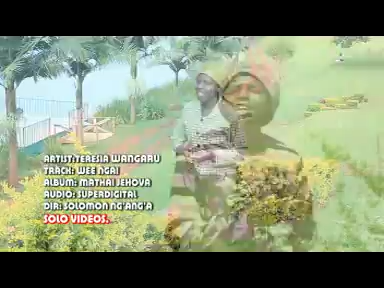 ARTIST:TERESIA WANGARU
TRACK: WEE NGAI
ALBUM: MATHAI JEHOVA
AUDIO: SUPERDIGITAL
DIR: SOLOMON NG'ANG'A
SOLO VIDEOS.